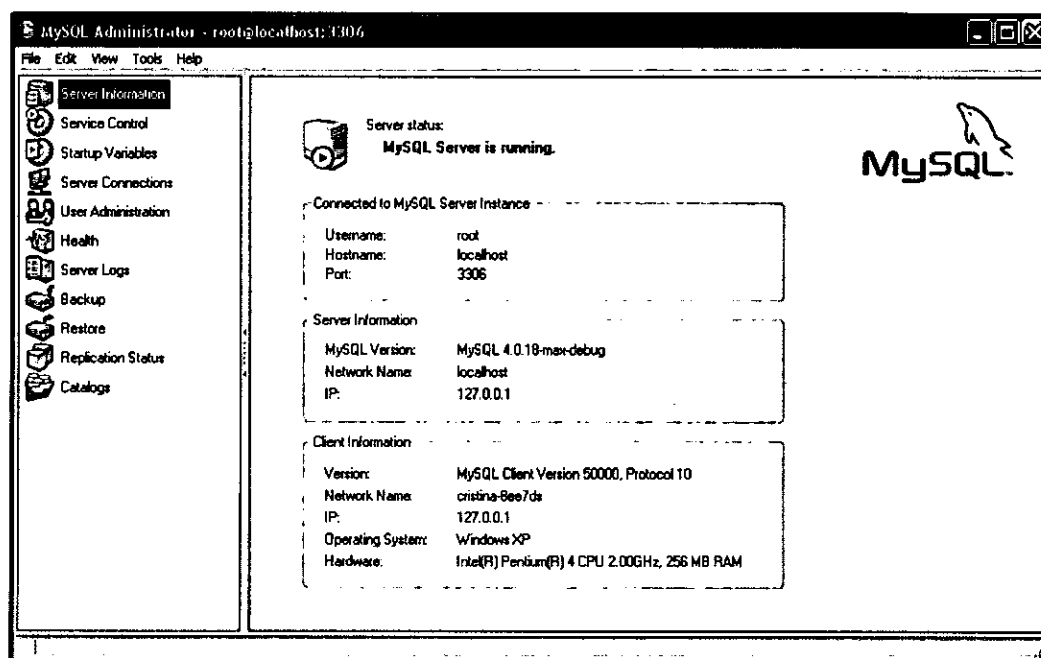 MySQL Administrator - root@localhost:3306
File Edit View Tools Help
Server Information
Service Control
Startup Variables
Server Connections
User Administration
Health
Server Logs
Backup
Restore
Replication Status
Catalogs
Server status:
MySQL Server is running.
MySQL
Connected to MySQL Server Instance
Username: root
Hostname: localhost
Port: 3306
Server Information
MySQL Version: MySQL 4.0.18-max-debug
Network Name: localhost
IP: 127.0.0.1
Client Information
Version: MySQL Client Version 50000, Protocol 10
Network Name: cristina-8ee7ds
IP: 127.0.0.1
Operating System: Windows XP
Hardware: Intel(R) Pentium(R) 4 CPU 2.00GHz, 256 MB RAM